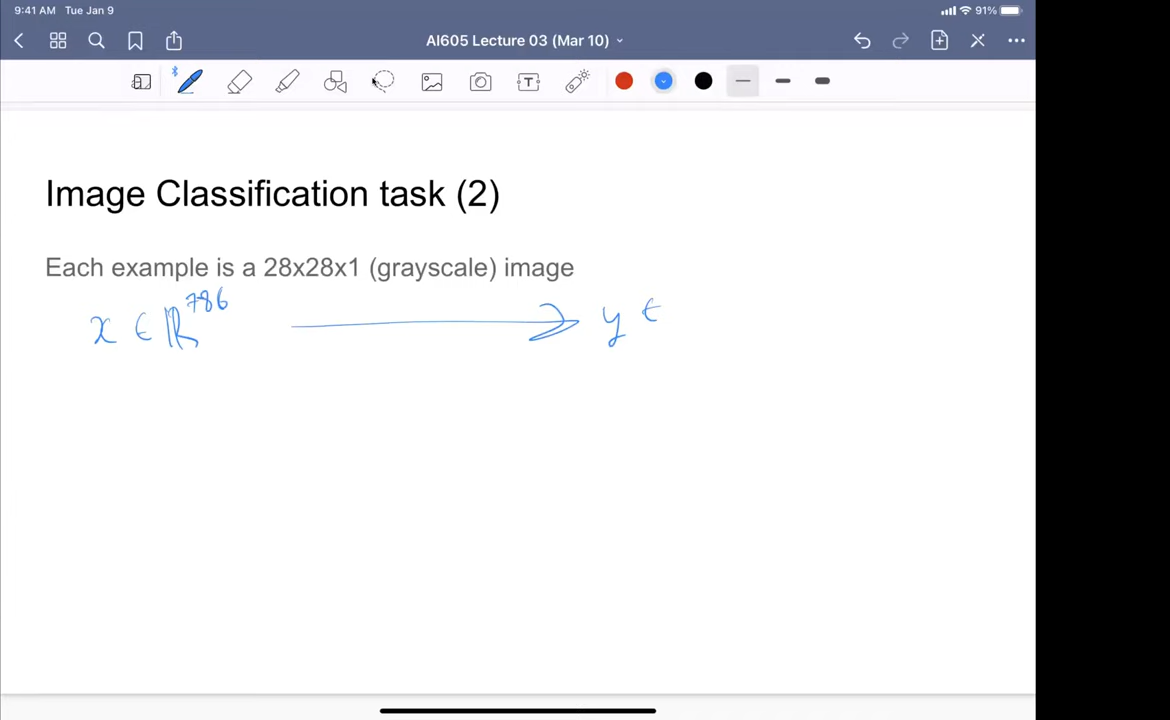 9:41 AM Tue Jan 9 91%
AI605 Lecture 03 (Mar 10)
T
Image Classification task (2)
Each example is a 28x28x1 (grayscale) image
x ∈ ℝ^786 → y ∈